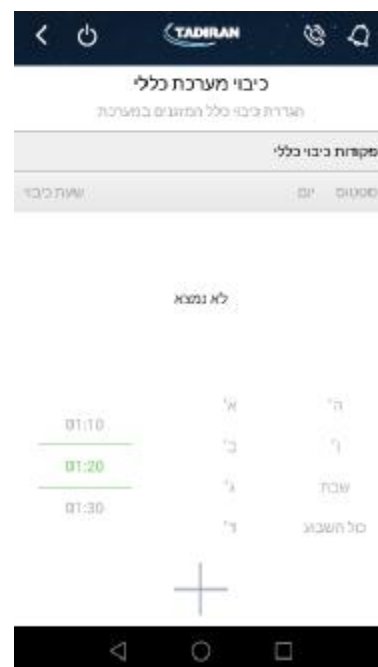 TADIRAN
כיבוי מערכת כללי
הגדרת כיבוי כלל המזגנים במערכת
פקודות כיבוי כללי
סטטוס יום שעת כיבוי
לא נמצא
ה' א' 01:10
ו' ב' 01:20
שבת ג' 01:30
כול השבוע ד'